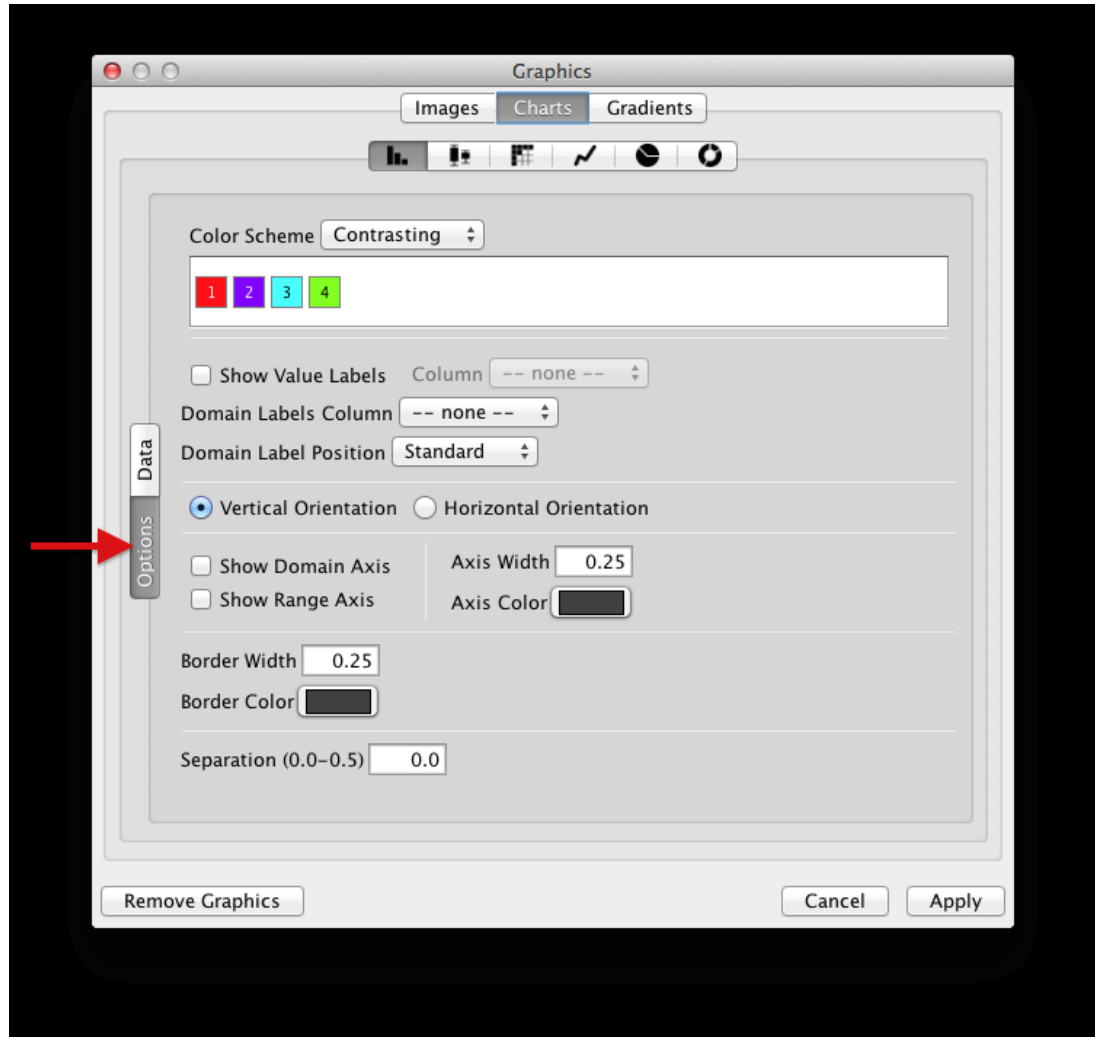 Graphics
Images Charts Gradients
Color Scheme Contrasting
1 2 3 4
Show Value Labels Column -- none --
Domain Labels Column -- none --
Domain Label Position Standard
Data
Vertical Orientation Horizontal Orientation
Options
Show Domain Axis Axis Width 0.25
Show Range Axis Axis Color
Border Width 0.25
Border Color
Separation (0.0-0.5) 0.0
Remove Graphics Cancel Apply